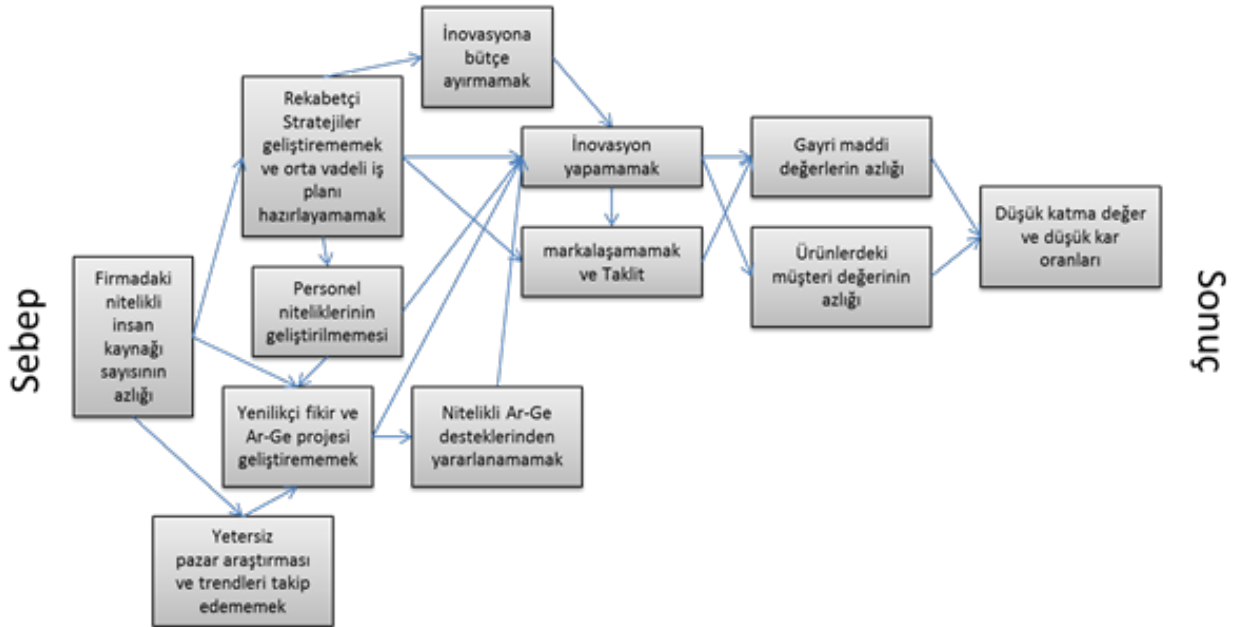 Sebep
Firmadaki
nitelikli
insan
kaynağı
sayısının
azlığı
Rekabetçi
Stratejiler
geliştirememek
ve orta vadeli iş
planı
hazırlayamamak
Personel
niteliklerinin
geliştirilmemesi
Yenilikçi fikir ve
Ar-Ge projesi
geliştirememek
Yetersiz
pazar araştırması
ve trendleri takip
edememek
İnovasyona
bütçe
ayırmamak
Nitelikli Ar-Ge
desteklerinden
yararlanamamak
İnovasyon
yapamamak
markalaşamamak
ve Taklit
Gayri maddi
değerlerin azlığı
Ürünlerdeki
müşteri değerinin
azlığı
Düşük katma değer
ve düşük kar
oranları
Sonuç